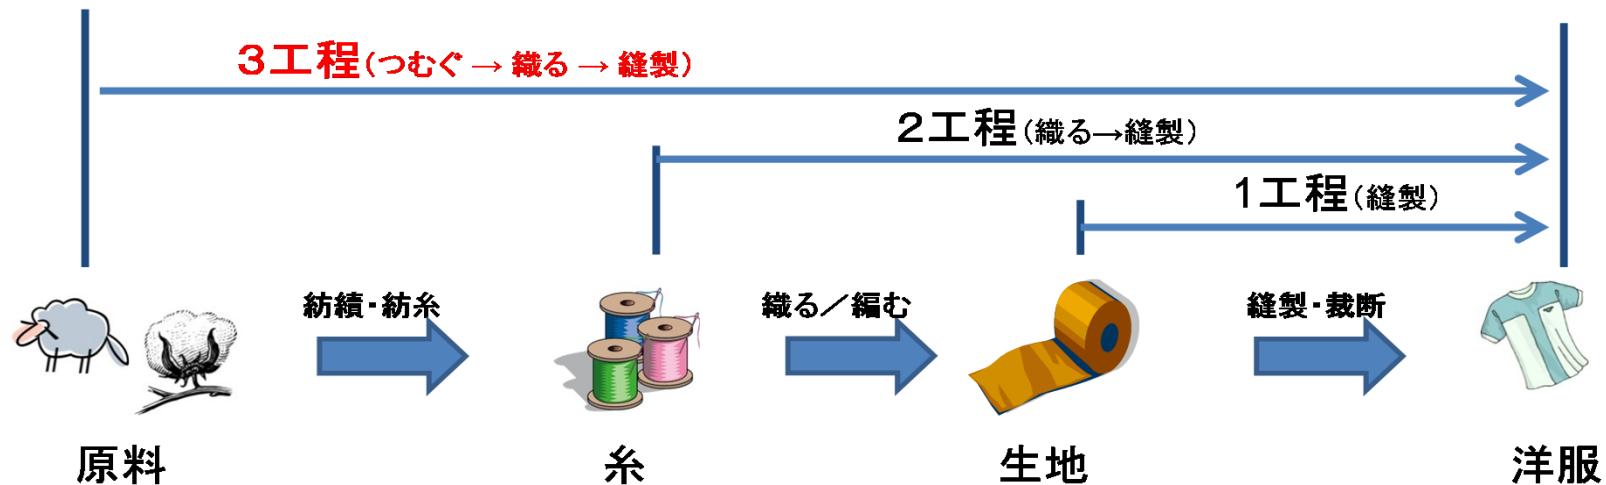 ３工程（つむぐ → 織る → 縫製）
２工程（織る→縫製）
１工程（縫製）
紡績・紡糸
織る／編む
縫製・裁断
原料
糸
生地
洋服